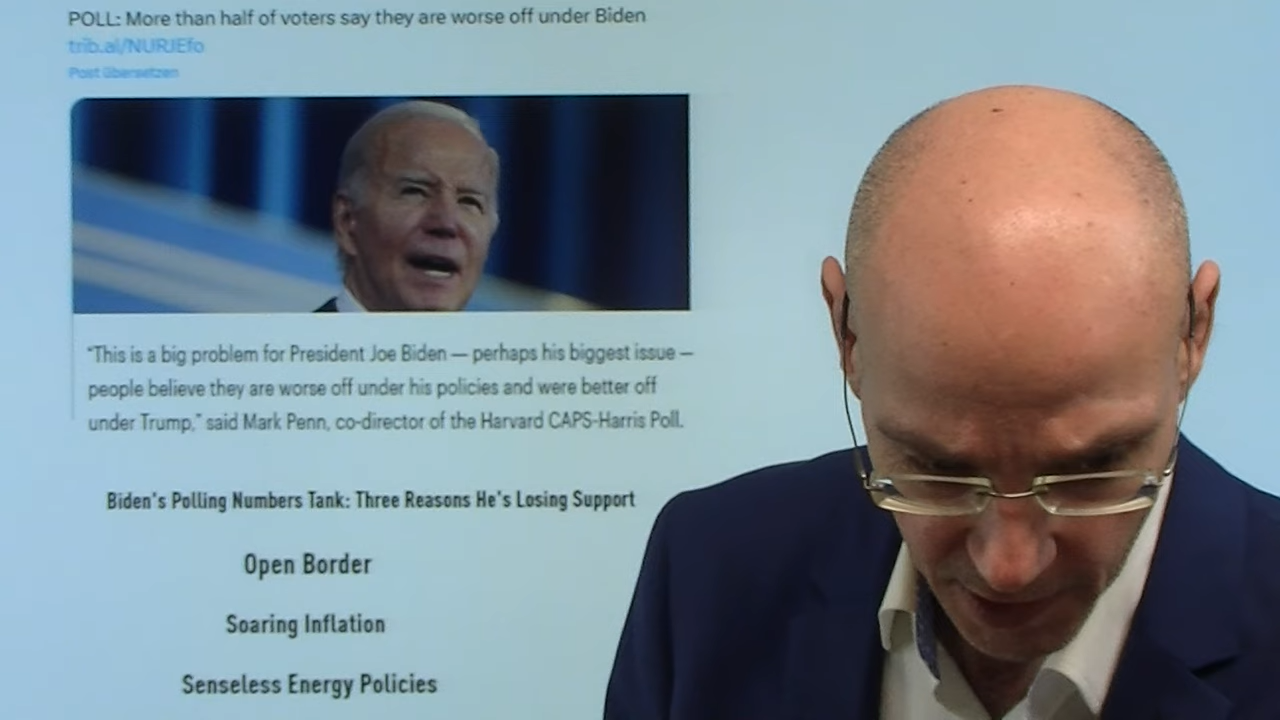 POLL: More than half of voters say they are worse off under Biden
trib.al/NURJEfo
Post übersetzen
“This is a big problem for President Joe Biden — perhaps his biggest issue —
people believe they are worse off under his policies and were better off
under Trump,” said Mark Penn, co-director of the Harvard CAPS-Harris Poll.
Biden's Polling Numbers Tank: Three Reasons He's Losing Support
Open Border
Soaring Inflation
Senseless Energy Policies